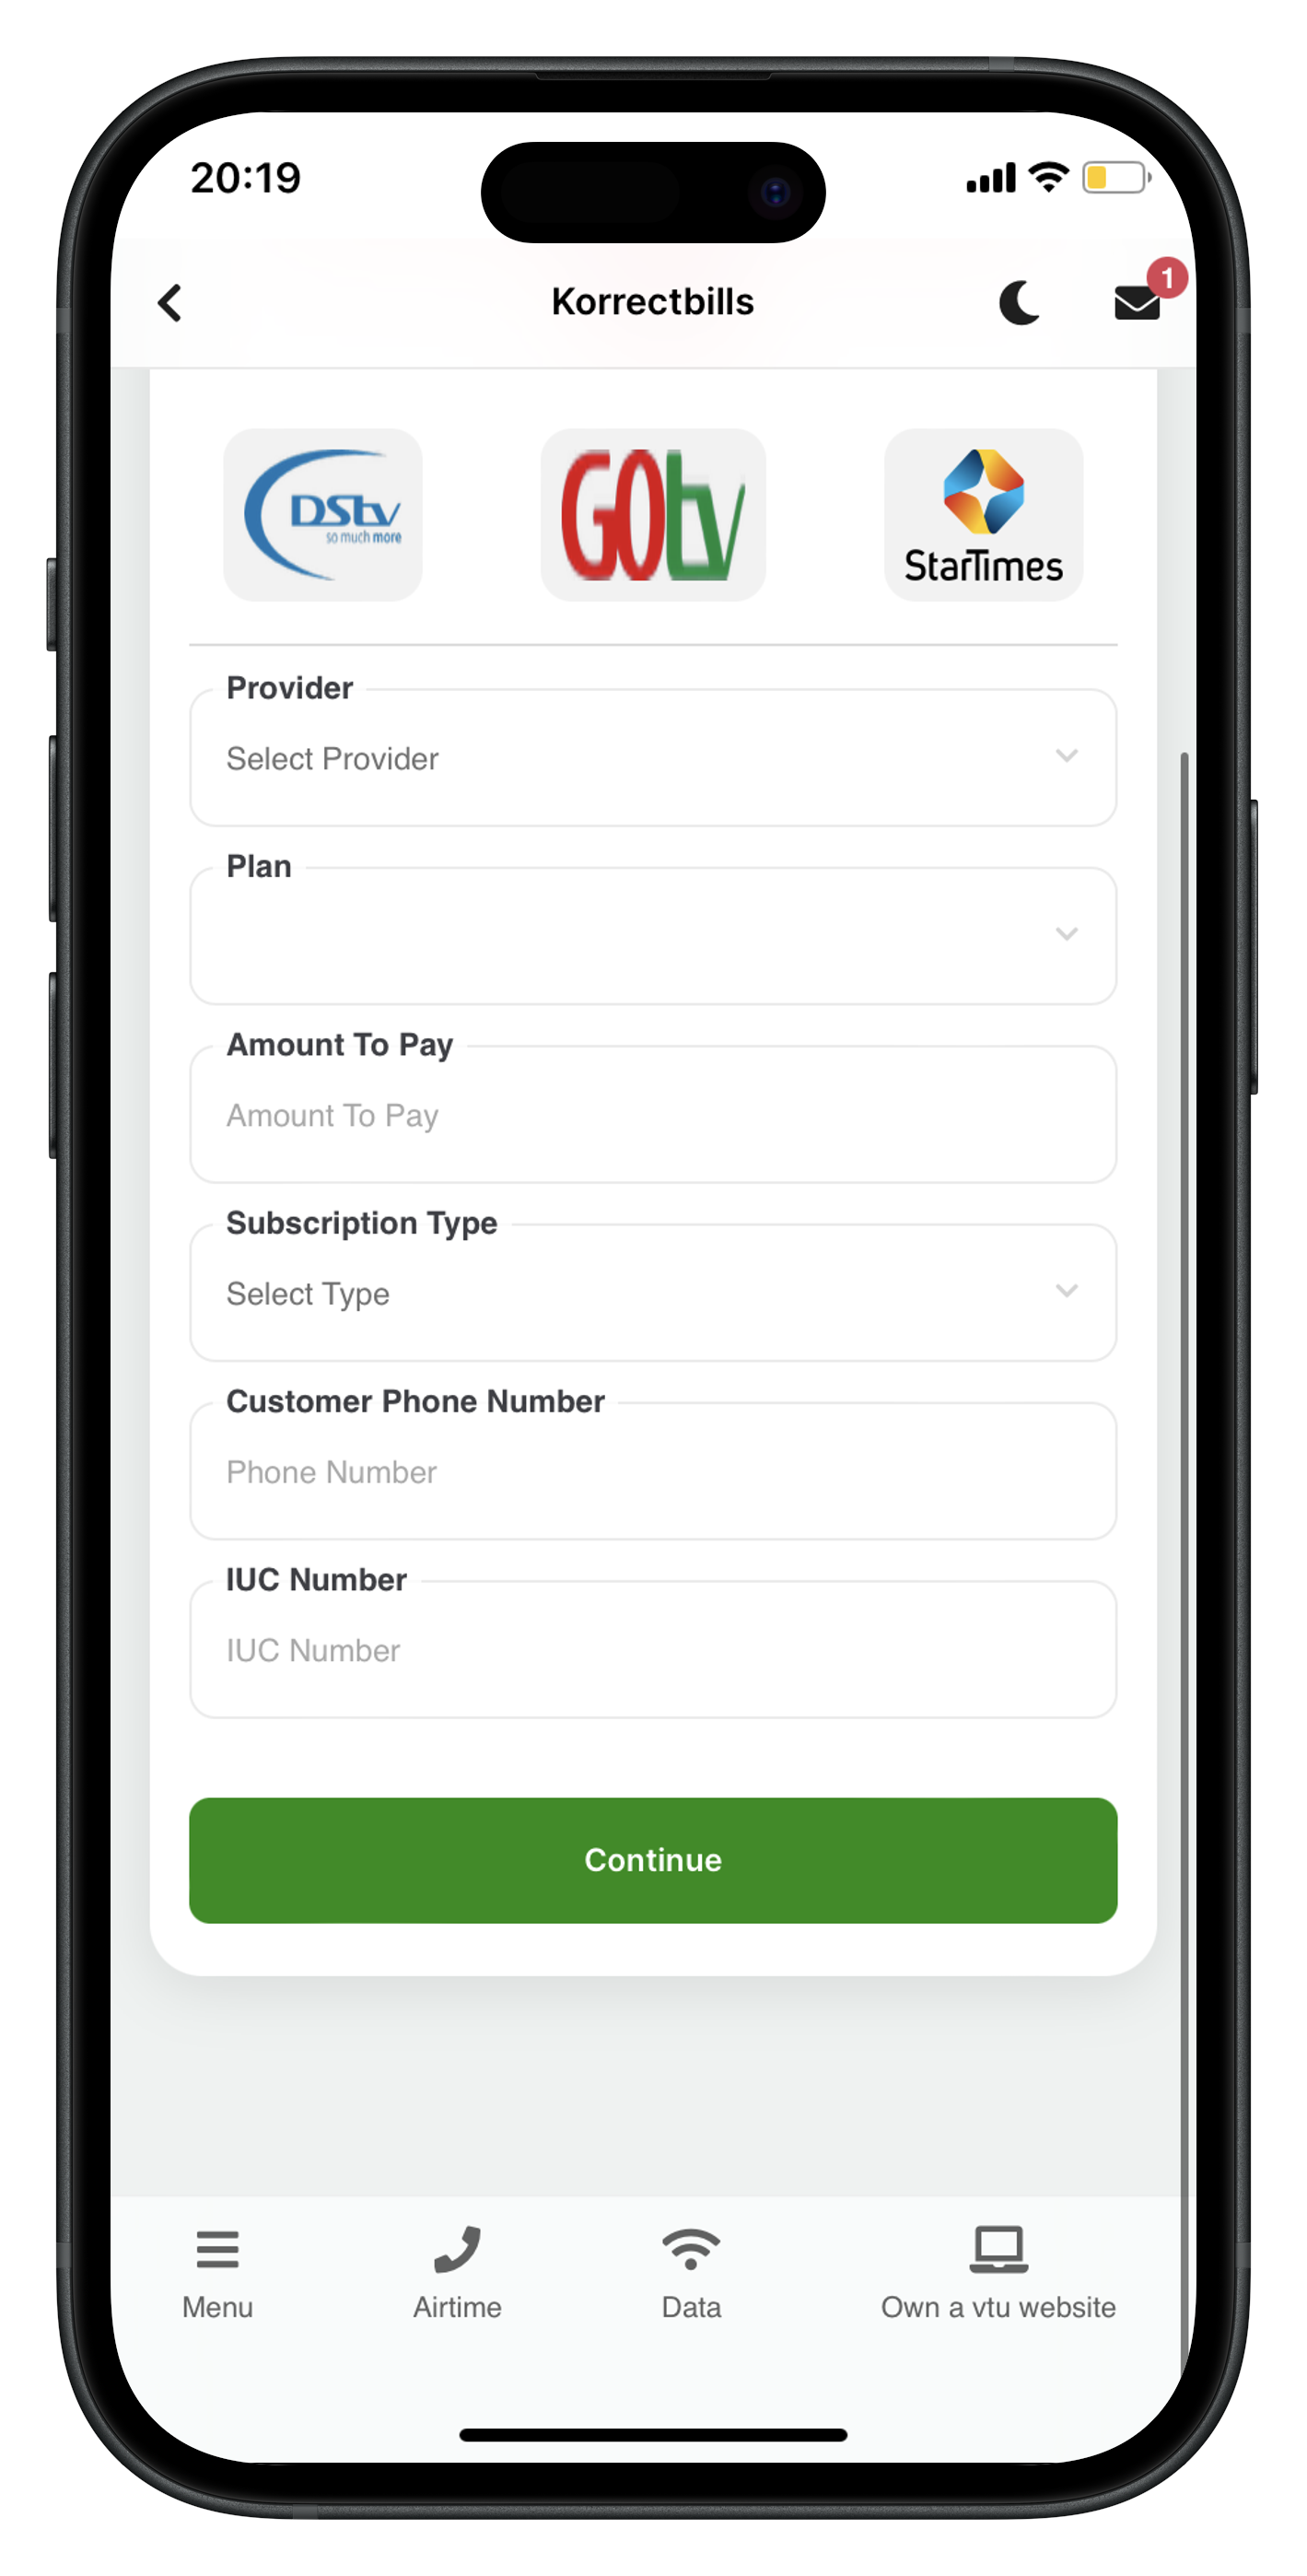 20:19
Korrectbills
1
DStv
so much more
GOtv
StarTimes
Provider
Select Provider
Plan
Amount To Pay
Amount To Pay
Subscription Type
Select Type
Customer Phone Number
Phone Number
IUC Number
IUC Number
Continue
Menu
Airtime
Data
Own a vtu website